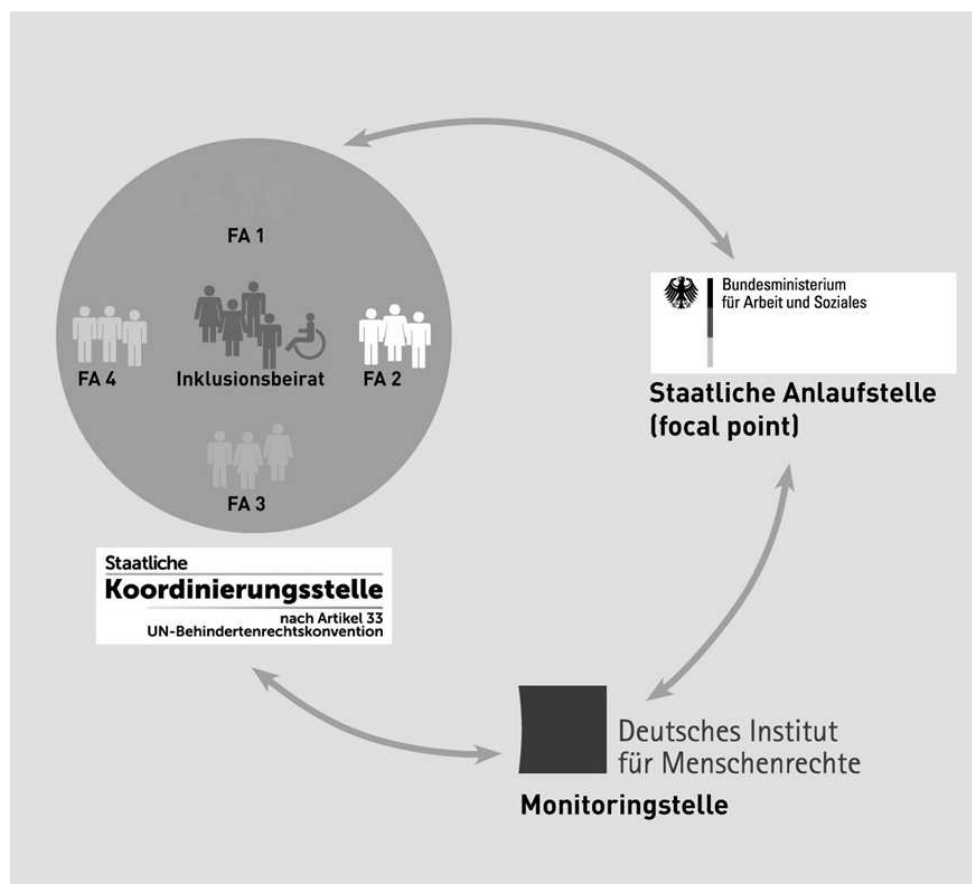 FA 1
FA 4
Inklusionsbeirat
FA 2
FA 3
Bundesministerium
für Arbeit und Soziales
Staatliche Anlaufstelle
(focal point)
Staatliche
Koordinierungsstelle
nach Artikel 33
UN-Behindertenrechtskonvention
Deutsches Institut
für Menschenrechte
Monitoringstelle